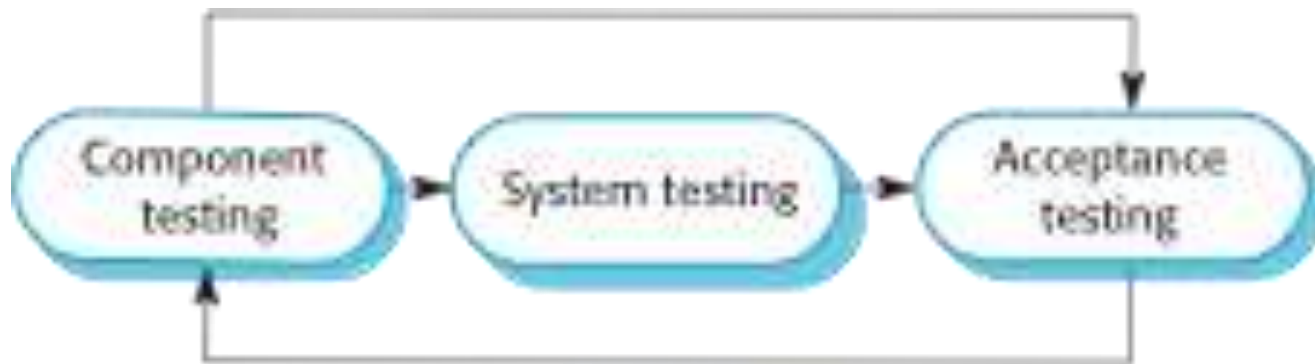 Component
testing
System testing
Acceptance
testing